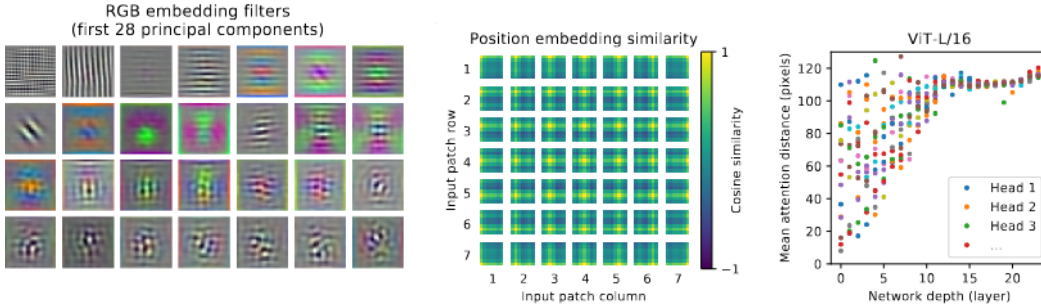 RGB embedding filters
(first 28 principal components)
Position embedding similarity
Input patch row
1
2
3
4
5
6
7
1 2 3 4 5 6 7
Input patch column
1
−1
Cosine similarity
ViT-L/16
Mean attention distance (pixels)
120
100
80
60
40
20
0
Head 1
Head 2
Head 3
...
0 5 10 15 20
Network depth (layer)